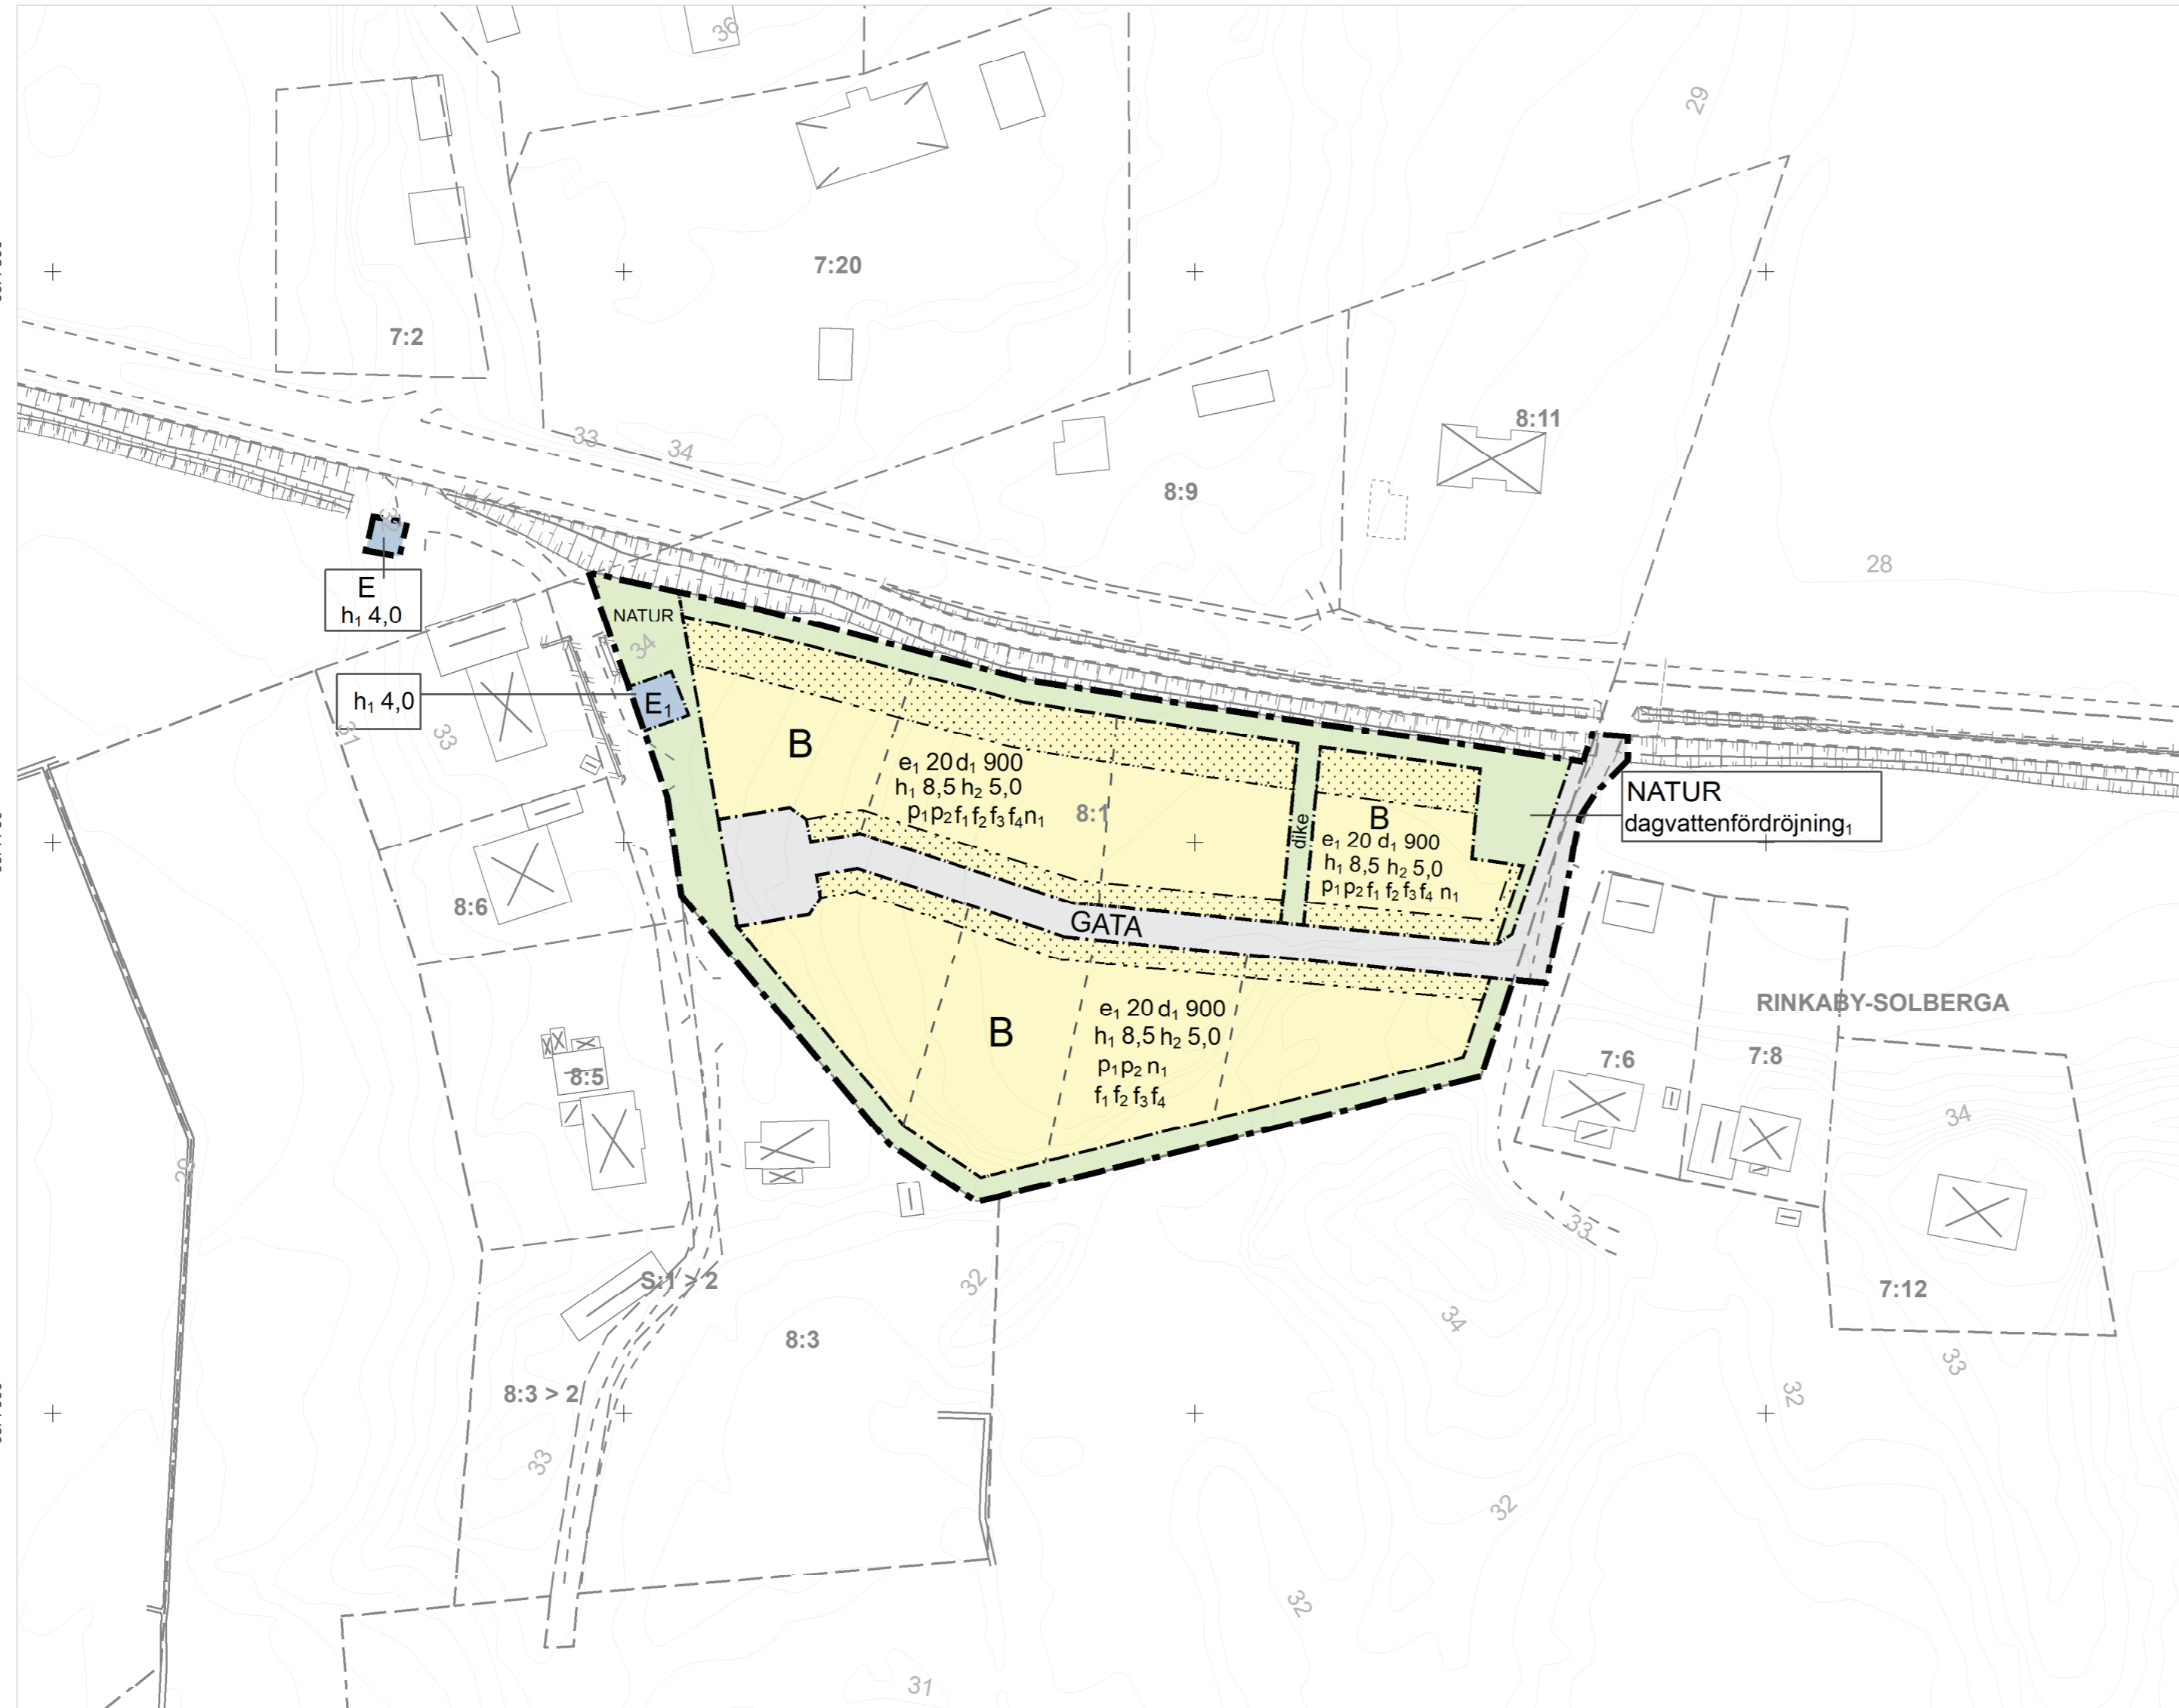 36
29
7:20
7:2
8:11
33
34
8:9
28
E
h₁ 4,0
NATUR
34
h₁ 4,0
E₁
31
33
B
e₁ 20 d₁ 900
h₁ 8,5 h₂ 5,0
p₁ p₂ f₁ f₂ f₃ f₄ n₁
8:1
dike
B
e₁ 20 d₁ 900
h₁ 8,5 h₂ 5,0
p₁ p₂ f₁ f₂ f₃ f₄ n₁
NATUR
dagvattenfördröjning₁
8:6
GATA
RINKABY-SOLBERGA
B
e₁ 20 d₁ 900
h₁ 8,5 h₂ 5,0
p₁ p₂ n₁
f₁ f₂ f₃ f₄
8:5
7:6
7:8
34
29
33
S:1 > 2
32
7:12
34
8:3
33
8:3 > 2
32
33
32
32
31